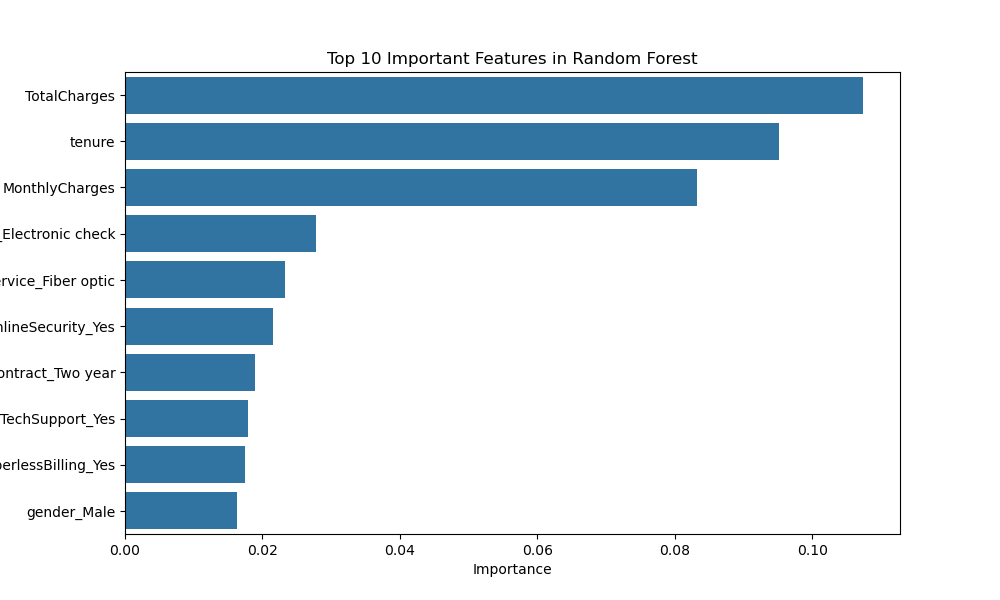 Top 10 Important Features in Random Forest
TotalCharges
tenure
MonthlyCharges
_Electronic check
ervice_Fiber optic
nlineSecurity_Yes
ontract_Two year
TechSupport_Yes
perlessBilling_Yes
gender_Male
0.00 0.02 0.04 0.06 0.08 0.10
Importance